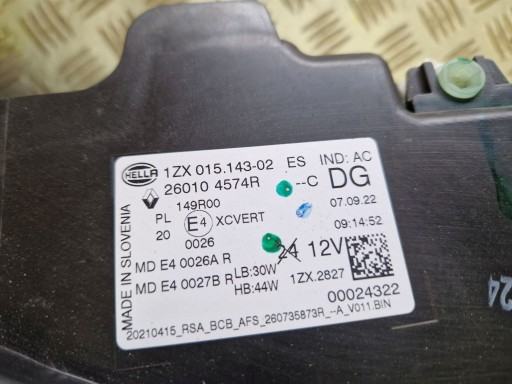 HELLA 1ZX 015.143-02 ES IND: AC
26010 4574R --C DG
149R00 07.09.22
PL E4 XCVERT 09:14:52
20 0026
24 12V
MD E4 0026A R LB:30W
MD E4 0027B R HB:44W 1ZX.2827
00024322
20210415_RSA_BCB_AFS_260735873R_--A_V011.BIN
MADE IN SLOVENIA
24